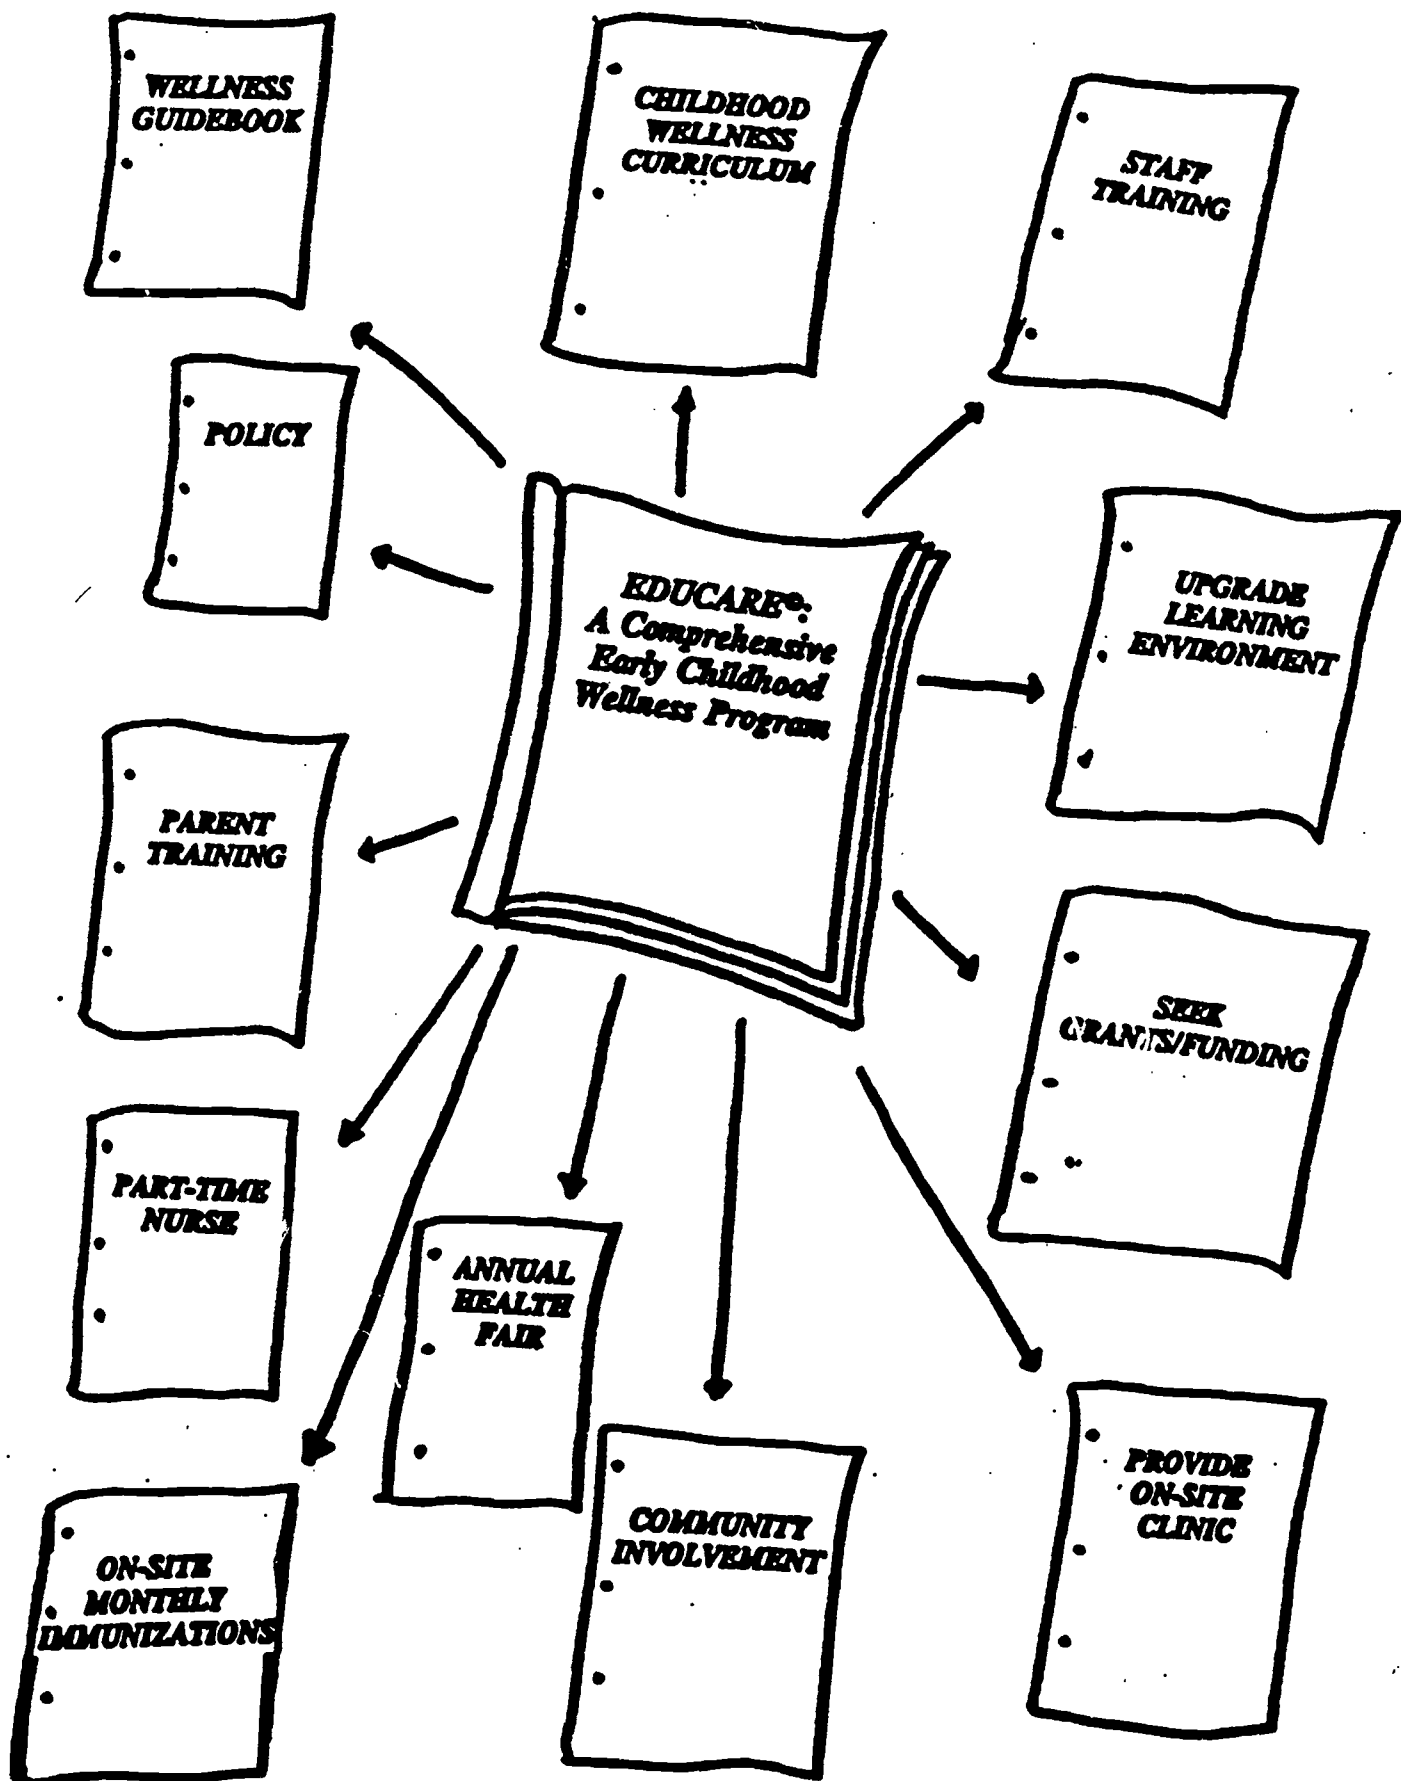 WELLNESS
GUIDEBOOK
CHILDHOOD
WELLNESS
CURRICULUM
STAFF
TRAINING
POLICY
EDUCARE©:
A Comprehensive
Early Childhood
Wellness Program
UPGRADE
LEARNING
ENVIRONMENT
PARENT
TRAINING
SEEK
GRANTS/FUNDING
PART-TIME
NURSE
ANNUAL
HEALTH
FAIR
PROVIDE
ON-SITE
CLINIC
COMMUNITY
INVOLVEMENT
ON-SITE
MONTHLY
IMMUNIZATIONS